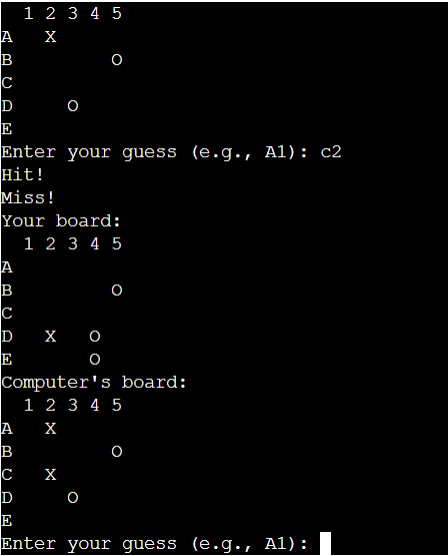 1 2 3 4 5
A   X
B         O
C
D     O
E
Enter your guess (e.g., A1): c2
Hit!
Miss!
Your board:
  1 2 3 4 5
A
B         O
C
D   X   O
E       O
Computer's board:
  1 2 3 4 5
A   X
B         O
C   X
D     O
E
Enter your guess (e.g., A1):